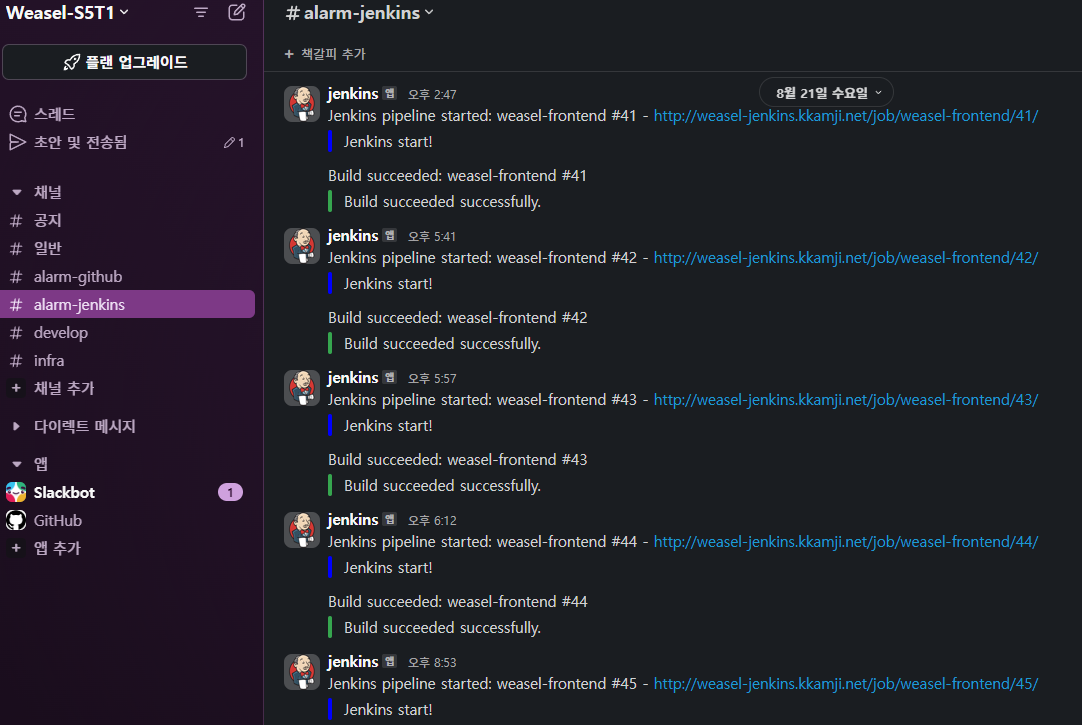 Weasel-S5T1
플랜 업그레이드
스레드
초안 및 전송됨 1
채널
# 공지
# 일반
# alarm-github
# alarm-jenkins
# develop
# infra
+ 채널 추가
다이렉트 메시지
앱
Slackbot 1
GitHub
+ 앱 추가
# alarm-jenkins
+ 책갈피 추가
8월 21일 수요일
jenkins 앱 오후 2:47
Jenkins pipeline started: weasel-frontend #41 - http://weasel-jenkins.kkamji.net/job/weasel-frontend/41/
Jenkins start!
Build succeeded: weasel-frontend #41
Build succeeded successfully.
jenkins 앱 오후 5:41
Jenkins pipeline started: weasel-frontend #42 - http://weasel-jenkins.kkamji.net/job/weasel-frontend/42/
Jenkins start!
Build succeeded: weasel-frontend #42
Build succeeded successfully.
jenkins 앱 오후 5:57
Jenkins pipeline started: weasel-frontend #43 - http://weasel-jenkins.kkamji.net/job/weasel-frontend/43/
Jenkins start!
Build succeeded: weasel-frontend #43
Build succeeded successfully.
jenkins 앱 오후 6:12
Jenkins pipeline started: weasel-frontend #44 - http://weasel-jenkins.kkamji.net/job/weasel-frontend/44/
Jenkins start!
Build succeeded: weasel-frontend #44
Build succeeded successfully.
jenkins 앱 오후 8:53
Jenkins pipeline started: weasel-frontend #45 - http://weasel-jenkins.kkamji.net/job/weasel-frontend/45/
Jenkins start!